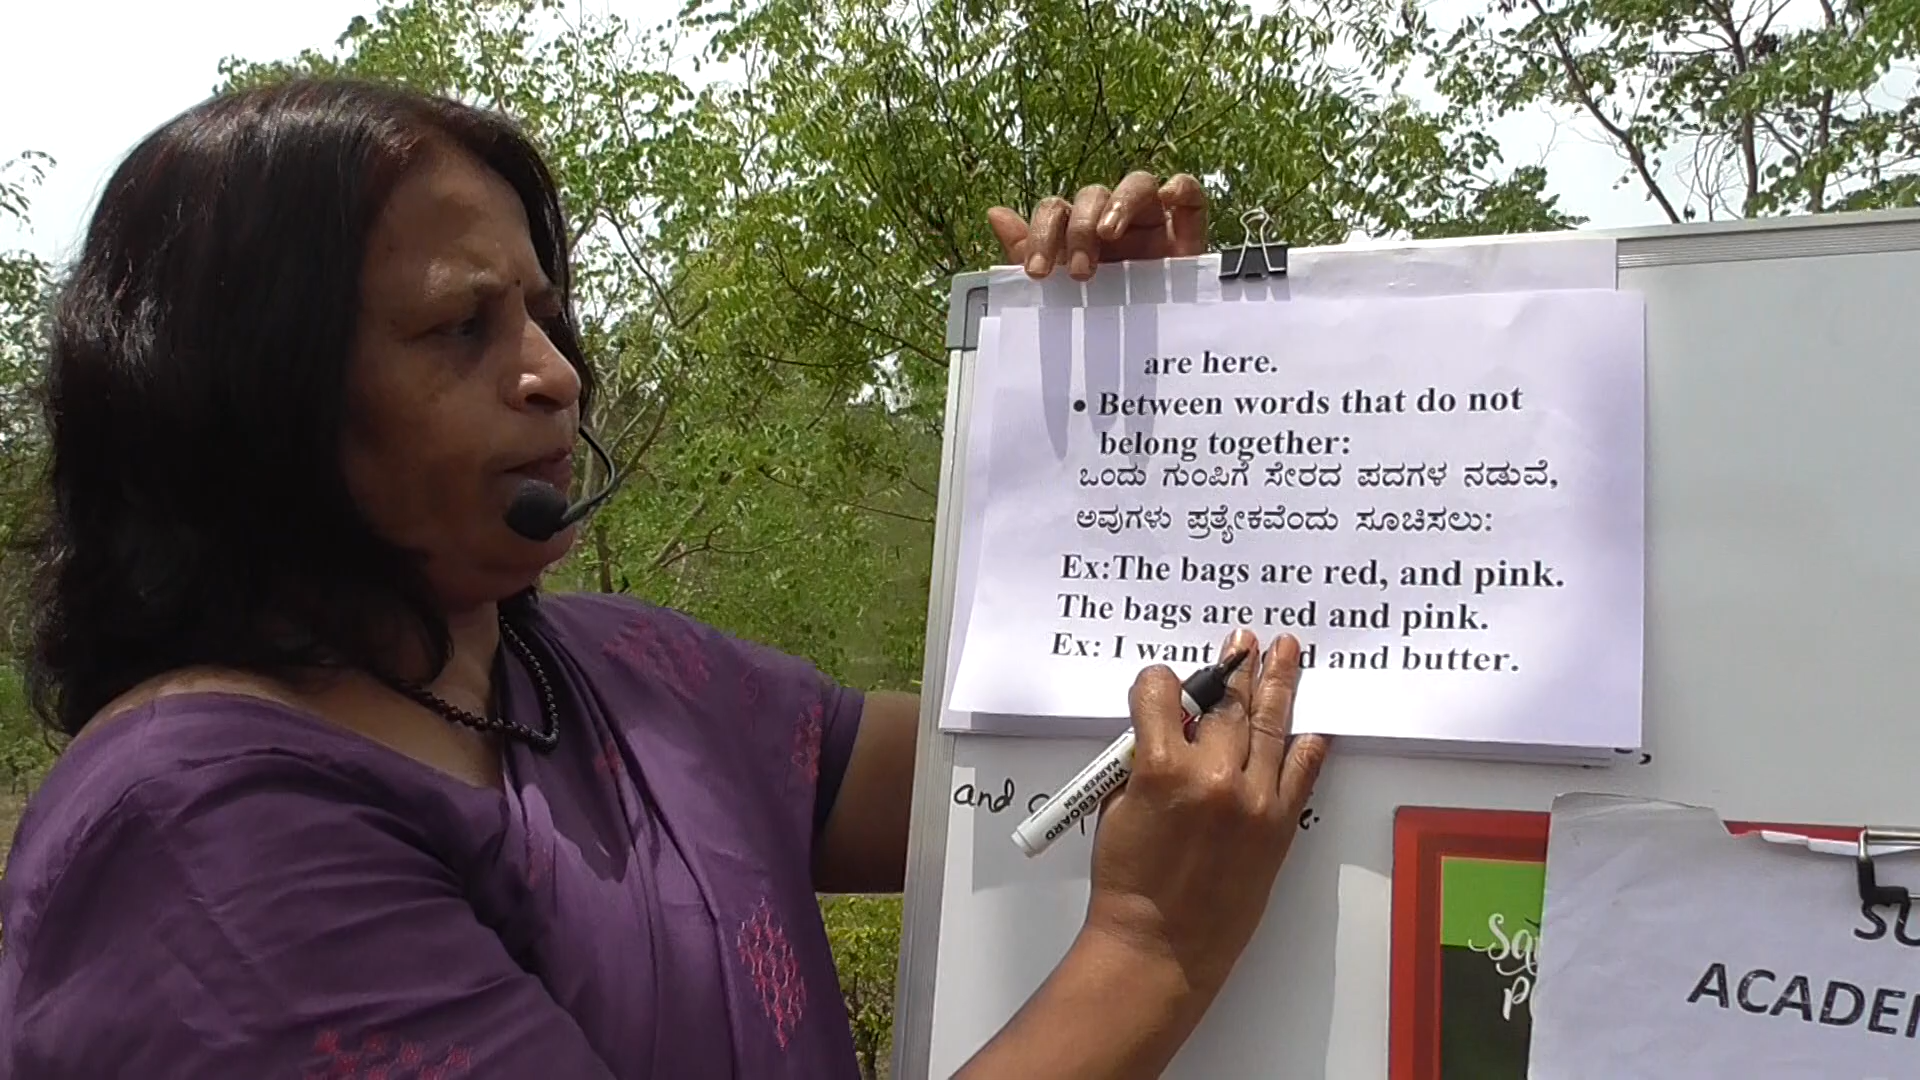 are here.
• Between words that do not
belong together:
ಒಂದು ಗುಂಪಿಗೆ ಸೇರದ ಪದಗಳ ನಡುವೆ,
ಅವುಗಳು ಪ್ರತ್ಯೇಕವೆಂದು ಸೂಚಿಸಲು:
Ex:The bags are red, and pink.
The bags are red and pink.
Ex: I want and butter.
and
WHITEBOARD
MARKER PEN